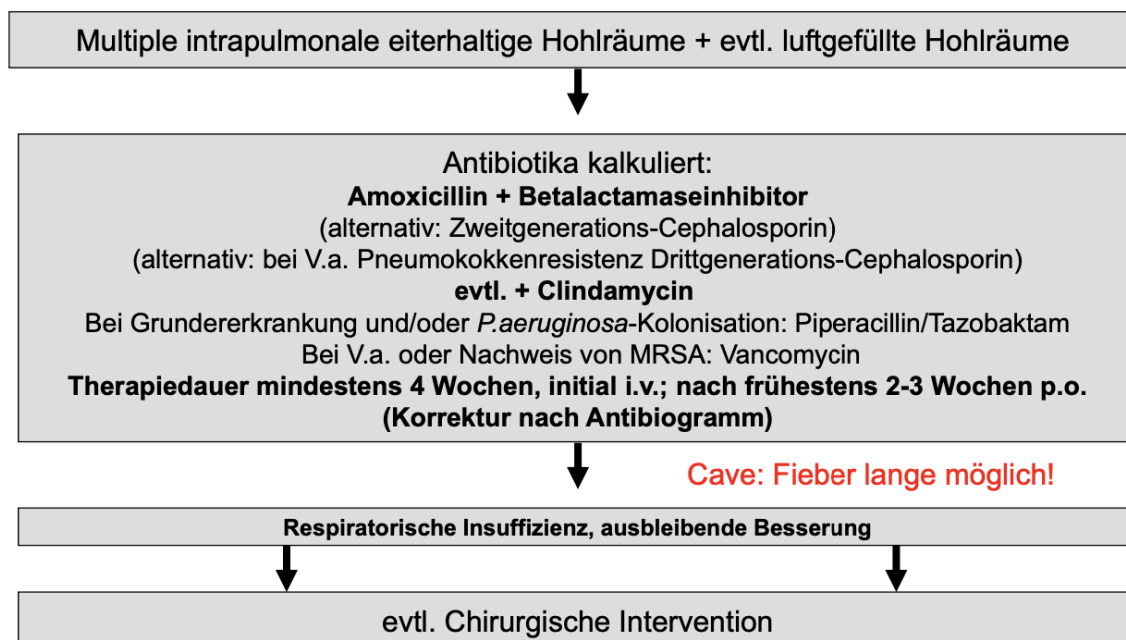 Multiple intrapulmonale eiterhaltige Hohlräume + evtl. luftgefüllte Hohlräume
Antibiotika kalkuliert:
Amoxicillin + Betalactamaseinhibitor
(alternativ: Zweitgenerations-Cephalosporin)
(alternativ: bei V.a. Pneumokokkenresistenz Drittgenerations-Cephalosporin)
evtl. + Clindamycin
Bei Grundererkrankung und/oder P.aeruginosa-Kolonisation: Piperacillin/Tazobaktam
Bei V.a. oder Nachweis von MRSA: Vancomycin
Therapiedauer mindestens 4 Wochen, initial i.v.; nach frühestens 2-3 Wochen p.o.
(Korrektur nach Antibiogramm)
Cave: Fieber lange möglich!
Respiratorische Insuffizienz, ausbleibende Besserung
evtl. Chirurgische Intervention